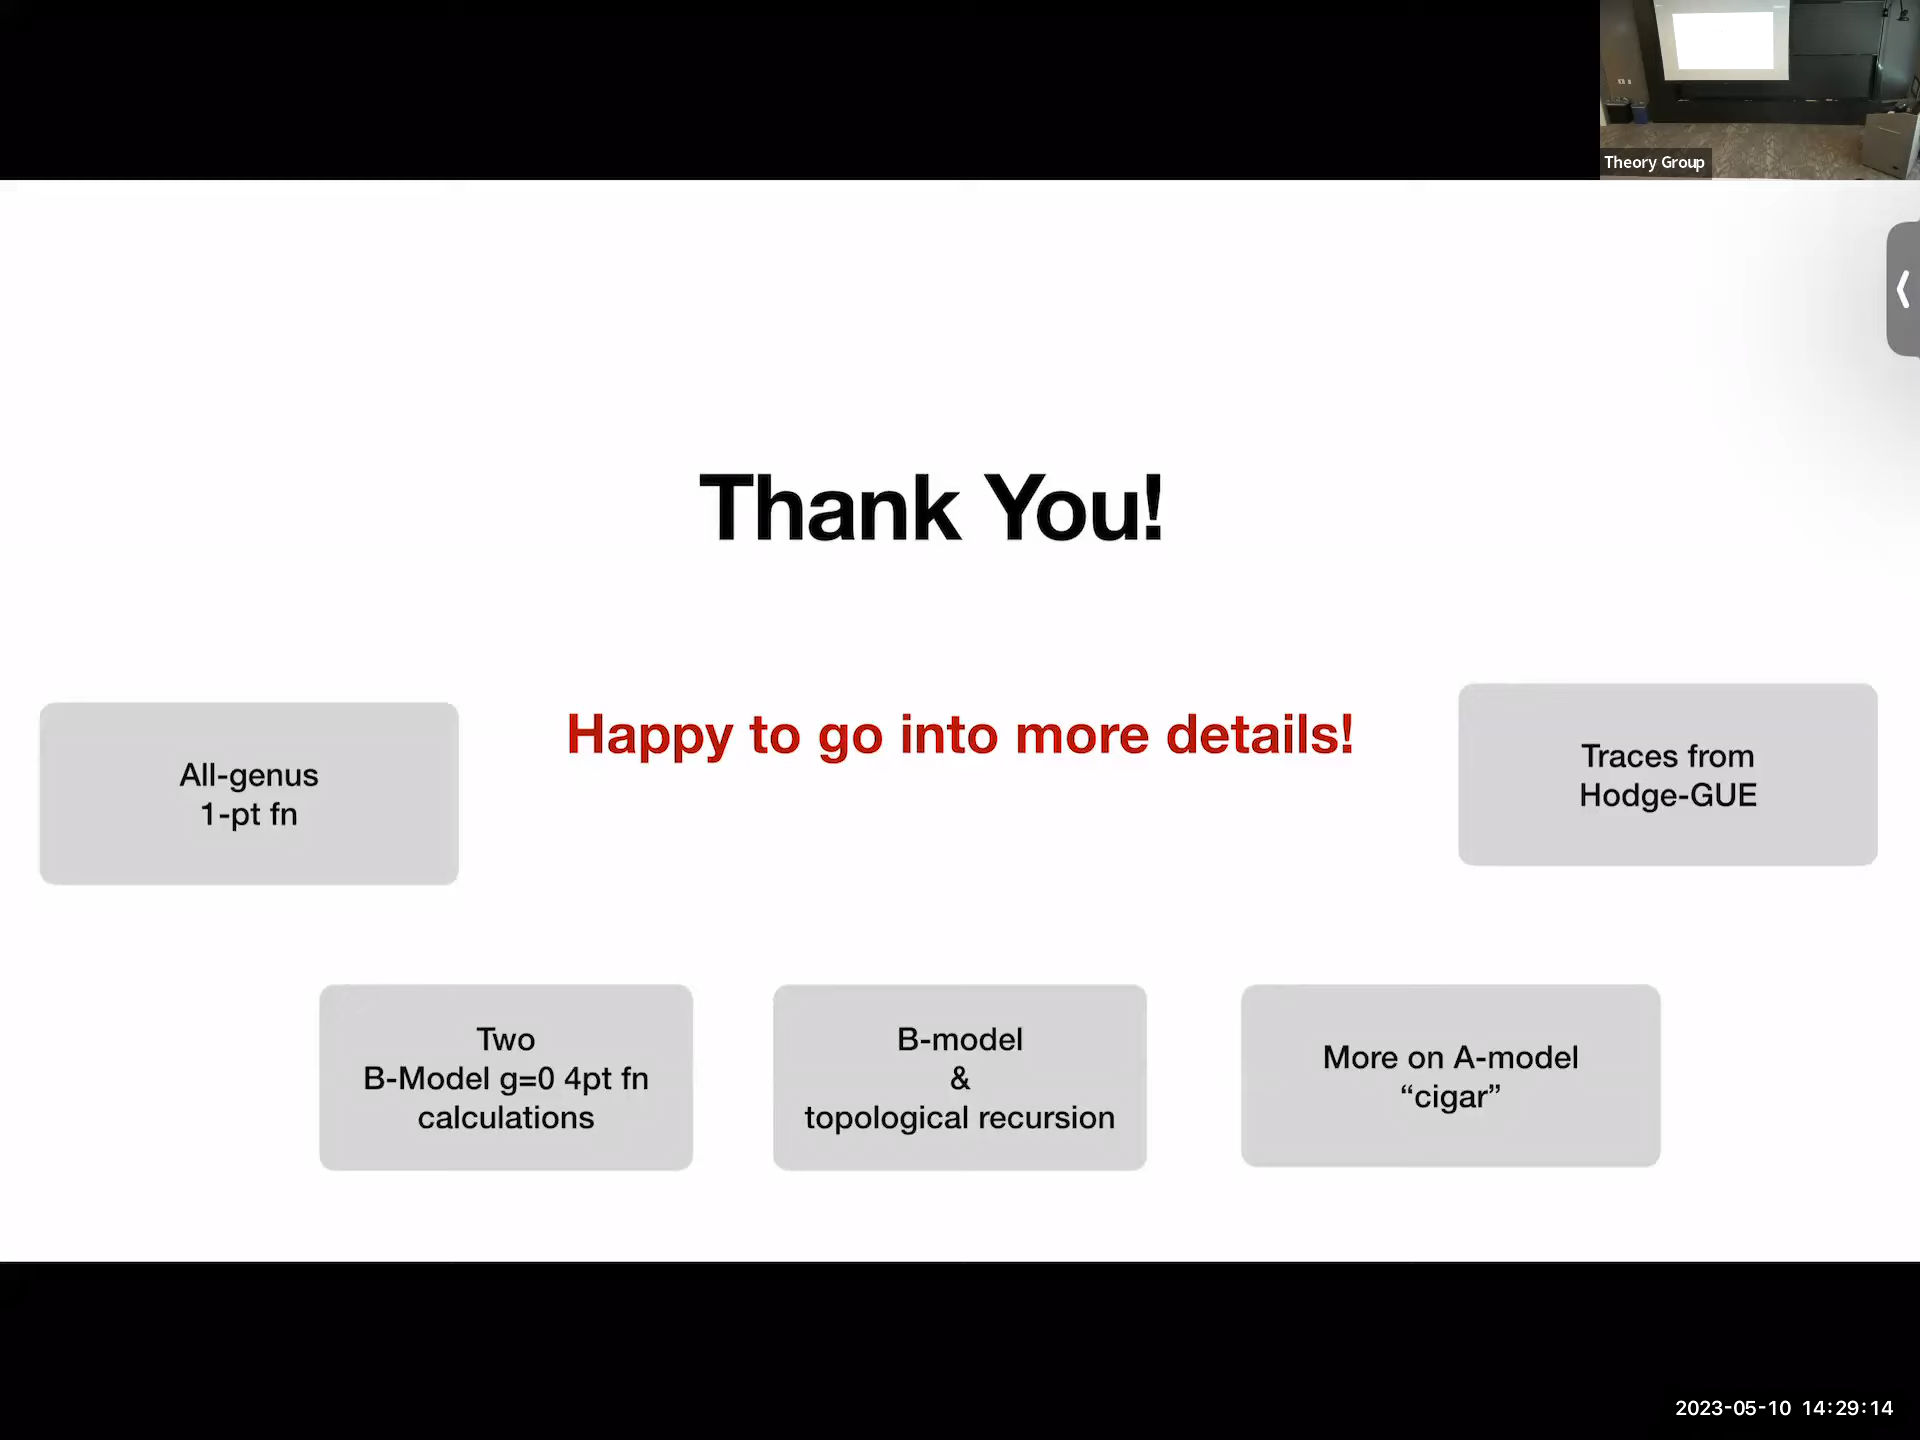 Theory Group
Thank You!
Happy to go into more details!
All-genus
1-pt fn
Traces from
Hodge-GUE
Two
B-Model g=0 4pt fn
calculations
B-model
&
topological recursion
More on A-model
“cigar”
2023-05-10 14:29:14